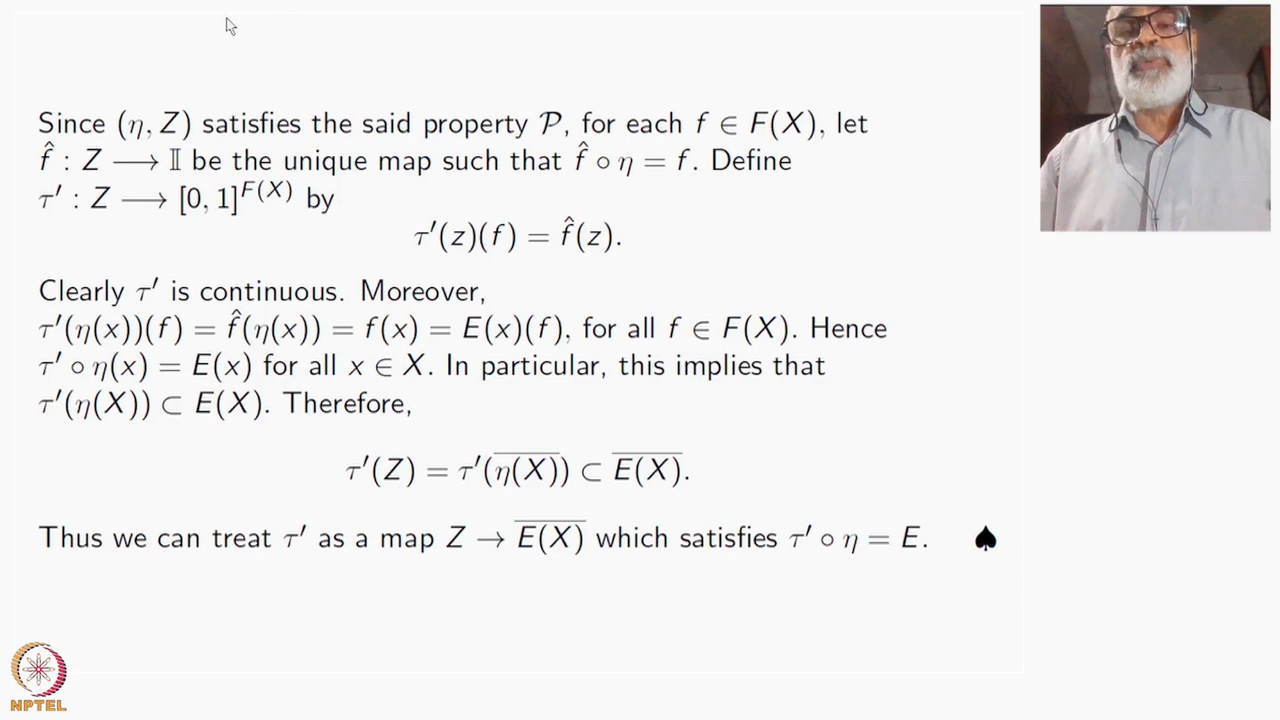 Since (η, Z) satisfies the said property 𝒫, for each f ∈ F(X), let
f̂ : Z ⟶ 𝕀 be the unique map such that f̂ ∘ η = f. Define
τ′ : Z ⟶ [0, 1]^{F(X)} by
τ′(z)(f) = f̂(z).
Clearly τ′ is continuous. Moreover,
τ′(η(x))(f) = f̂(η(x)) = f(x) = E(x)(f), for all f ∈ F(X). Hence
τ′ ∘ η(x) = E(x) for all x ∈ X. In particular, this implies that
τ′(η(X)) ⊂ E(X). Therefore,
τ′(Z) = τ′(\overline{η(X)}) ⊂ \overline{E(X)}.
Thus we can treat τ′ as a map Z → \overline{E(X)} which satisfies τ′ ∘ η = E. ♠
NPTEL